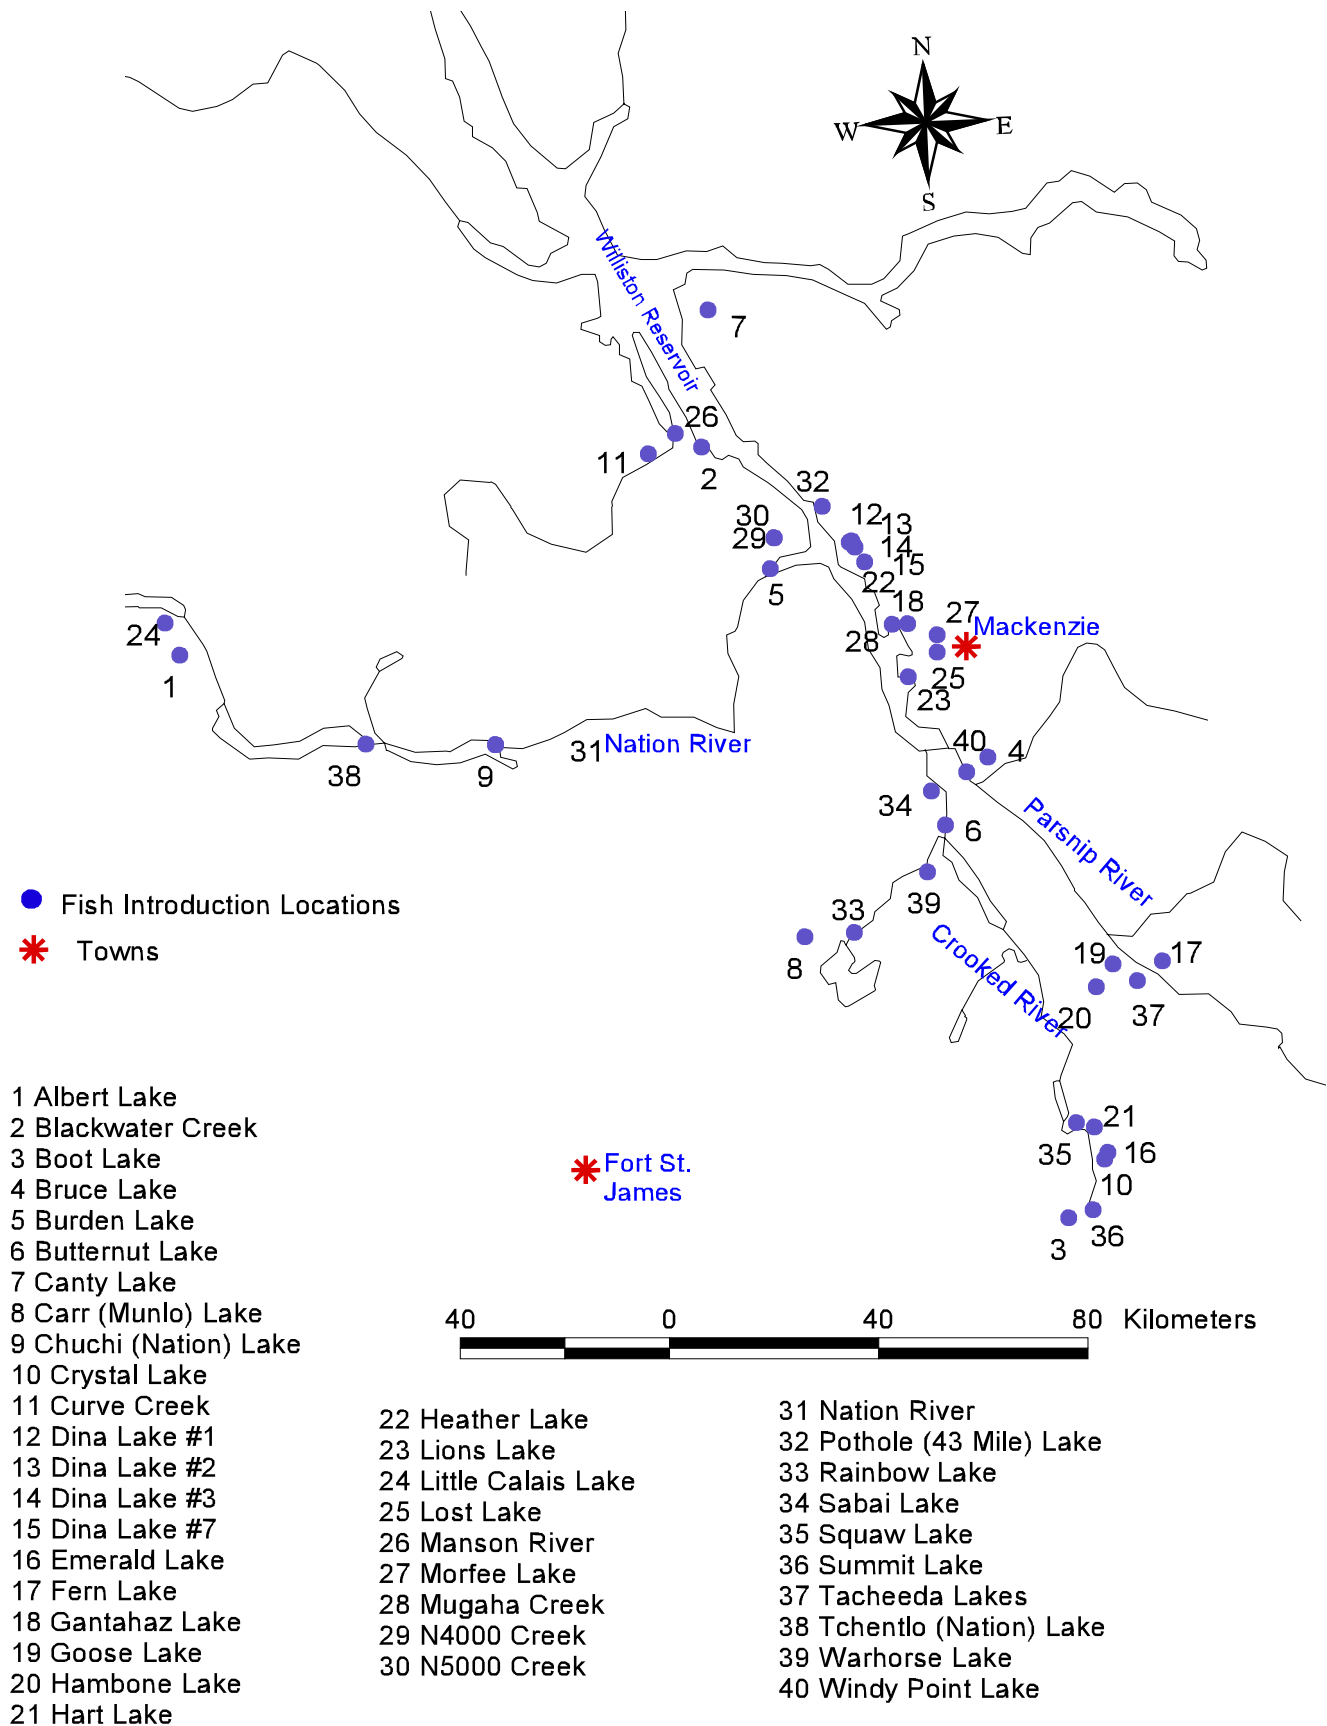 N
W
E
S
Williston Reservoir
7
26
11
2
32
12
13
30
29
14
15
5
22
18
27
24
28
Mackenzie
1
25
23
40
4
31
Nation River
38
9
34
6
Parsnip River
39
33
Crooked River
8
19
17
20
37
Fish Introduction Locations
Towns
21
35
16
10
3
36
Fort St.
James
40 0 40 80 Kilometers
1 Albert Lake
2 Blackwater Creek
3 Boot Lake
4 Bruce Lake
5 Burden Lake
6 Butternut Lake
7 Canty Lake
8 Carr (Munlo) Lake
9 Chuchi (Nation) Lake
10 Crystal Lake
11 Curve Creek
12 Dina Lake #1
13 Dina Lake #2
14 Dina Lake #3
15 Dina Lake #7
16 Emerald Lake
17 Fern Lake
18 Gantahaz Lake
19 Goose Lake
20 Hambone Lake
21 Hart Lake
22 Heather Lake
23 Lions Lake
24 Little Calais Lake
25 Lost Lake
26 Manson River
27 Morfee Lake
28 Mugaha Creek
29 N4000 Creek
30 N5000 Creek
31 Nation River
32 Pothole (43 Mile) Lake
33 Rainbow Lake
34 Sabai Lake
35 Squaw Lake
36 Summit Lake
37 Tacheeda Lakes
38 Tchentlo (Nation) Lake
39 Warhorse Lake
40 Windy Point Lake